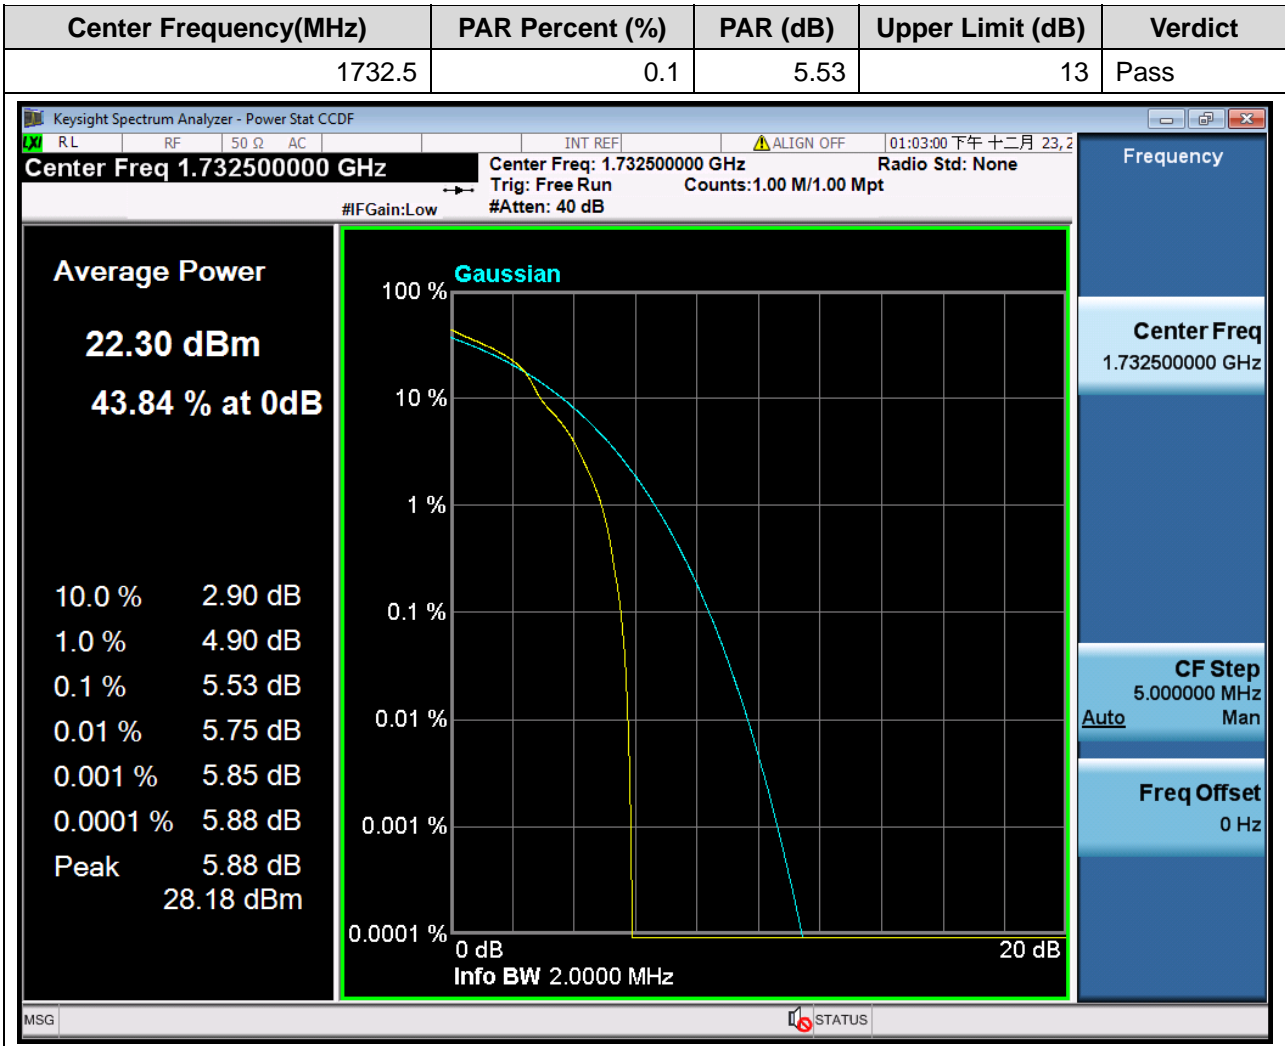 Center Frequency(MHz) PAR Percent (%) PAR (dB) Upper Limit (dB) Verdict
1732.5 0.1 5.53 13 Pass
Keysight Spectrum Analyzer - Power Stat CCDF
LXI RL RF 50 Ω AC INT REF ALIGN OFF 01:03:00 下午 十二月 23, 2
Center Freq 1.732500000 GHz
Center Freq: 1.732500000 GHz Radio Std: None
Trig: Free Run Counts:1.00 M/1.00 Mpt
#IFGain:Low #Atten: 40 dB
Average Power
22.30 dBm
43.84 % at 0dB
10.0 % 2.90 dB
1.0 % 4.90 dB
0.1 % 5.53 dB
0.01 % 5.75 dB
0.001 % 5.85 dB
0.0001 % 5.88 dB
Peak 5.88 dB
28.18 dBm
Gaussian
100 %
10 %
1 %
0.1 %
0.01 %
0.001 %
0.0001 %
0 dB 20 dB
Info BW 2.0000 MHz
Frequency
Center Freq
1.732500000 GHz
CF Step
5.000000 MHz
Auto Man
Freq Offset
0 Hz
MSG STATUS